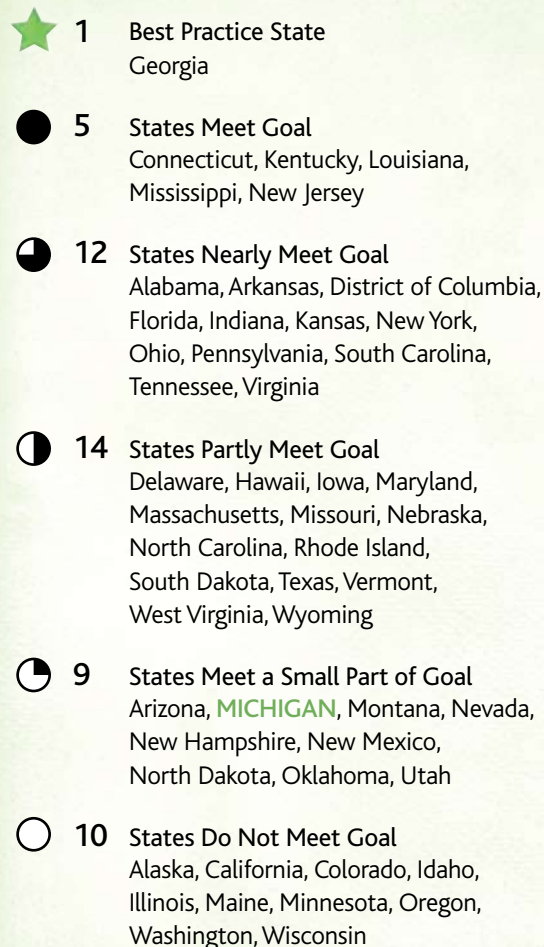 1 Best Practice State
Georgia
5 States Meet Goal
Connecticut, Kentucky, Louisiana,
Mississippi, New Jersey
12 States Nearly Meet Goal
Alabama, Arkansas, District of Columbia,
Florida, Indiana, Kansas, New York,
Ohio, Pennsylvania, South Carolina,
Tennessee, Virginia
14 States Partly Meet Goal
Delaware, Hawaii, Iowa, Maryland,
Massachusetts, Missouri, Nebraska,
North Carolina, Rhode Island,
South Dakota, Texas, Vermont,
West Virginia, Wyoming
9 States Meet a Small Part of Goal
Arizona, MICHIGAN, Montana, Nevada,
New Hampshire, New Mexico,
North Dakota, Oklahoma, Utah
10 States Do Not Meet Goal
Alaska, California, Colorado, Idaho,
Illinois, Maine, Minnesota, Oregon,
Washington, Wisconsin